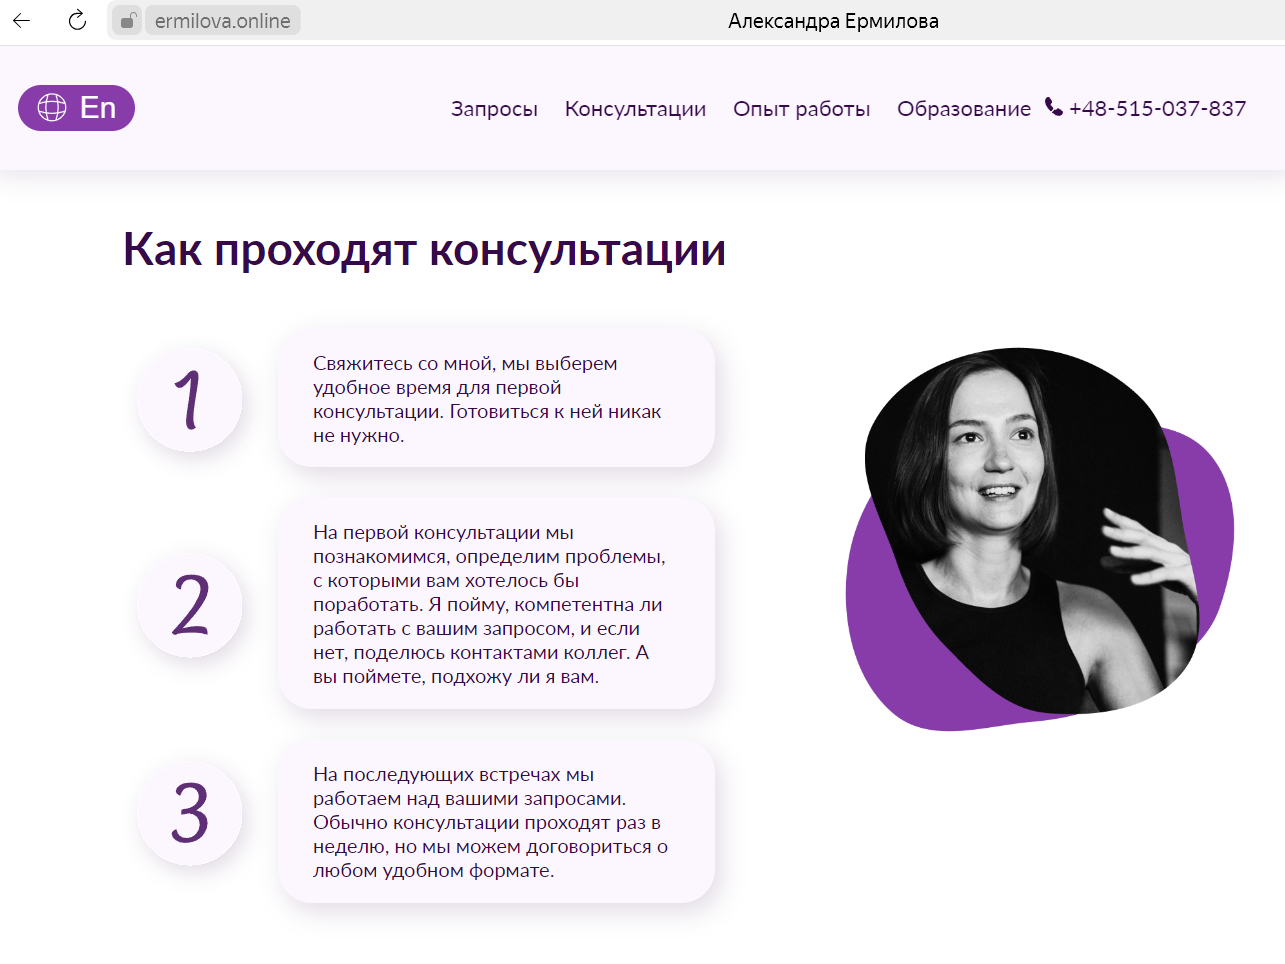 ermilova.online
Александра Ермилова
En
Запросы
Консультации
Опыт работы
Образование
+48-515-037-837
Как проходят консультации
1
Свяжитесь со мной, мы выберем
удобное время для первой
консультации. Готовиться к ней никак
не нужно.
2
На первой консультации мы
познакомимся, определим проблемы,
с которыми вам хотелось бы
поработать. Я пойму, компетентна ли
работать с вашим запросом, и если
нет, поделюсь контактами коллег. А
вы поймете, подхожу ли я вам.
3
На последующих встречах мы
работаем над вашими запросами.
Обычно консультации проходят раз в
неделю, но мы можем договориться о
любом удобном формате.